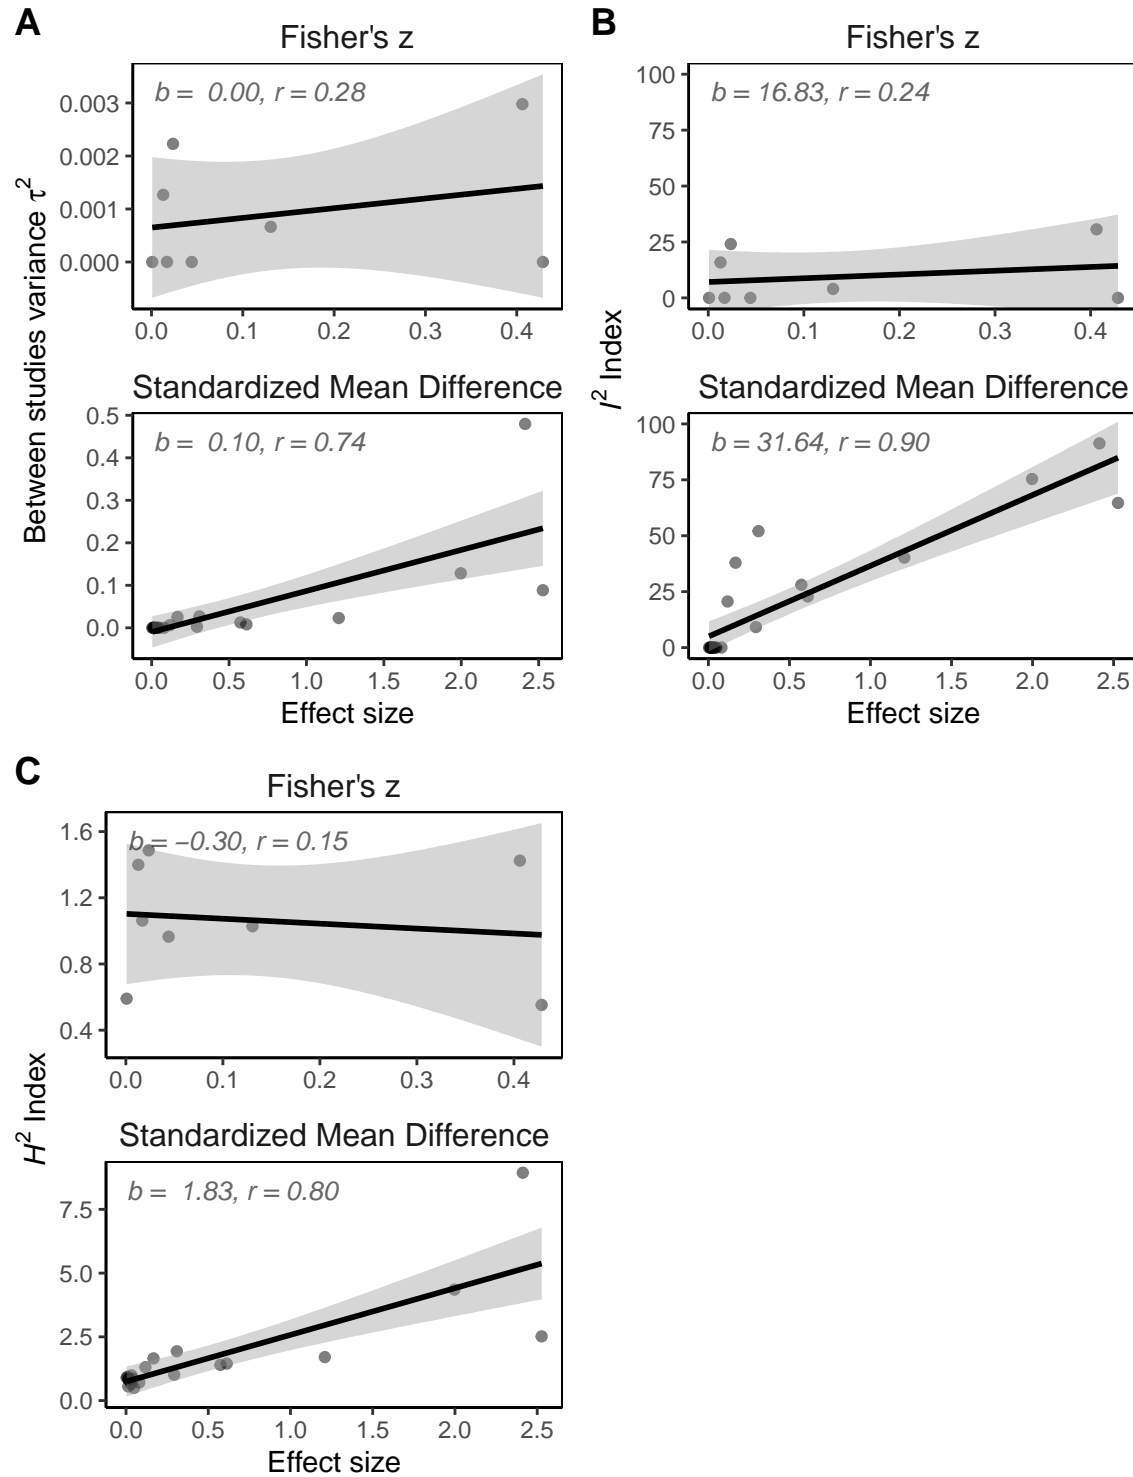 A
Fisher's z
b = 0.00, r = 0.28
0.003
0.002
0.001
0.000
0.0 0.1 0.2 0.3 0.4
Between studies variance τ²
Standardized Mean Difference
b = 0.10, r = 0.74
0.5
0.4
0.3
0.2
0.1
0.0
0.0 0.5 1.0 1.5 2.0 2.5
Effect size
B
Fisher's z
b = 16.83, r = 0.24
100
75
50
25
0
0.0 0.1 0.2 0.3 0.4
I² Index
Standardized Mean Difference
b = 31.64, r = 0.90
100
75
50
25
0
0.0 0.5 1.0 1.5 2.0 2.5
Effect size
C
Fisher's z
b = −0.30, r = 0.15
1.6
1.2
0.8
0.4
0.0 0.1 0.2 0.3 0.4
H² Index
Standardized Mean Difference
b = 1.83, r = 0.80
7.5
5.0
2.5
0.0
0.0 0.5 1.0 1.5 2.0 2.5
Effect size